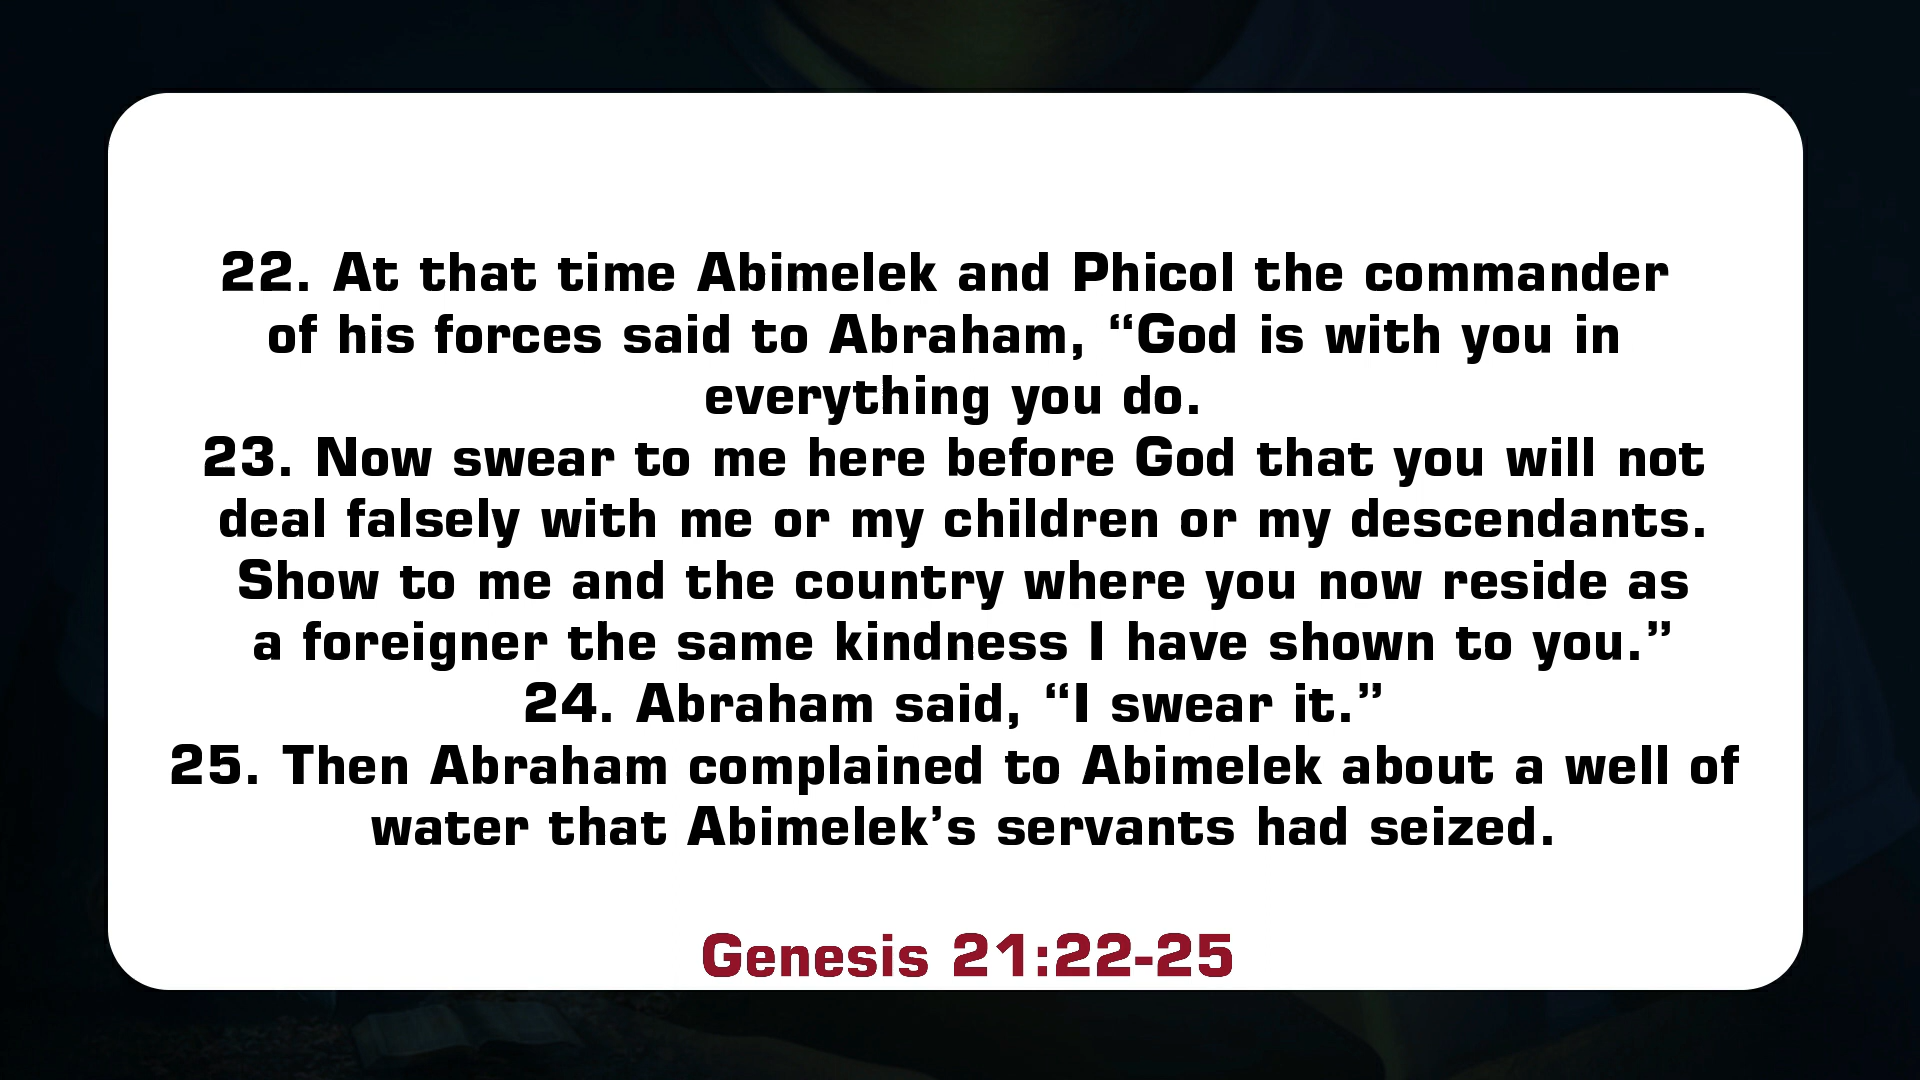 22. At that time Abimelek and Phicol the commander
of his forces said to Abraham, “God is with you in
everything you do.
23. Now swear to me here before God that you will not
deal falsely with me or my children or my descendants.
Show to me and the country where you now reside as
a foreigner the same kindness I have shown to you.”
24. Abraham said, “I swear it.”
25. Then Abraham complained to Abimelek about a well of
water that Abimelek’s servants had seized.
Genesis 21:22-25